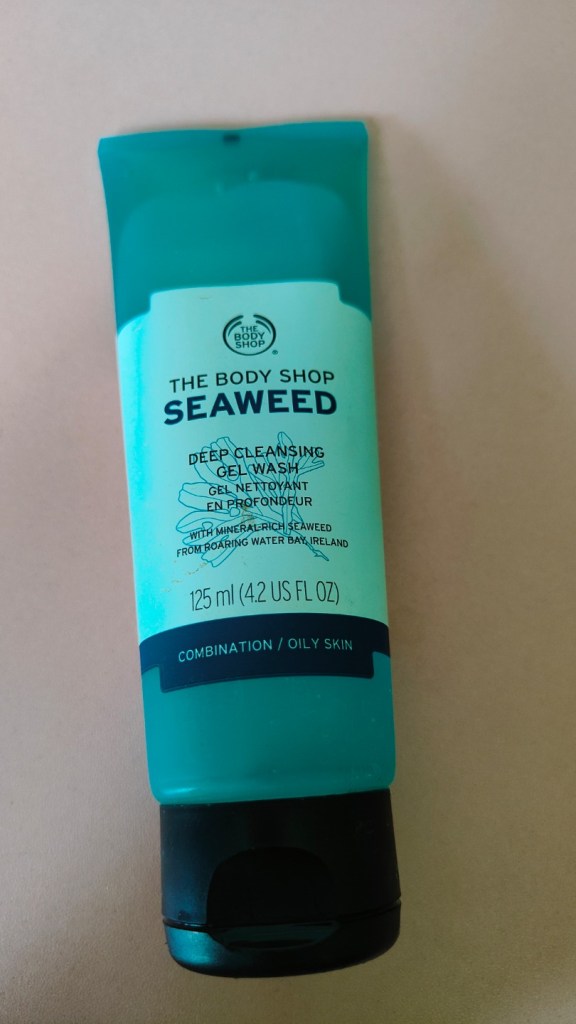 THE
BODY
SHOP
®
THE BODY SHOP
SEAWEED
DEEP CLEANSING
GEL WASH
GEL NETTOYANT
EN PROFONDEUR
WITH MINERAL-RICH SEAWEED
FROM ROARING WATER BAY, IRELAND
125 ml (4.2 US FL OZ)
COMBINATION / OILY SKIN